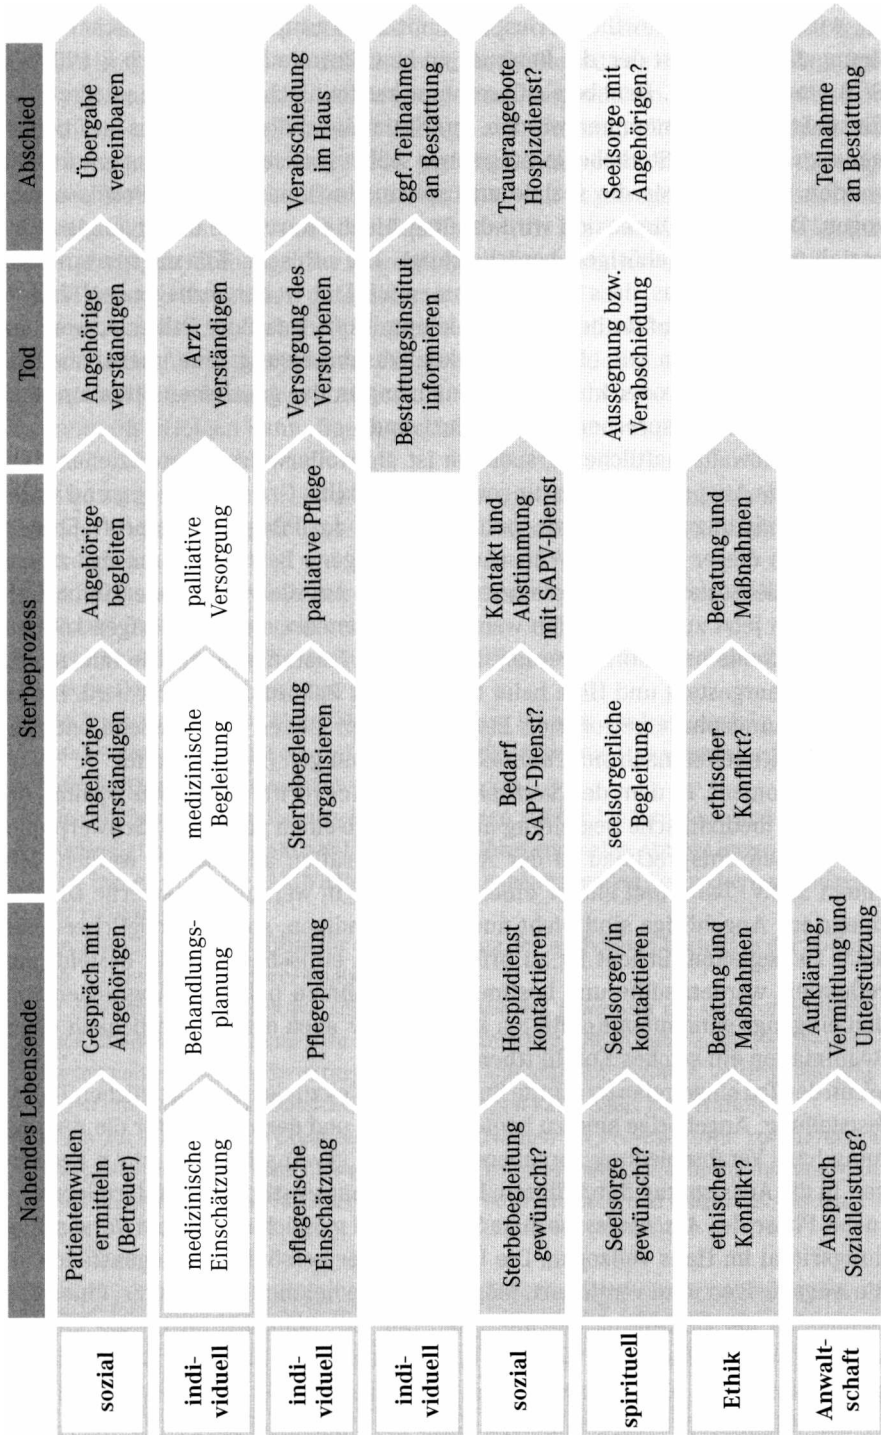 Nahendes Lebensende
Sterbeprozess
Tod
Abschied
sozial
Patientenwillen
ermitteln
(Betreuer)
Gespräch mit
Angehörigen
Angehörige
verständigen
Angehörige
begleiten
Angehörige
verständigen
Übergabe
vereinbaren
indi-
viduell
medizinische
Einschätzung
Behandlungs-
planung
medizinische
Begleitung
palliative
Versorgung
Arzt
verständigen
indi-
viduell
pflegerische
Einschätzung
Pflegeplanung
Sterbebegleitung
organisieren
palliative Pflege
Versorgung des
Verstorbenen
Verabschiedung
im Haus
indi-
viduell
Bestattungsinstitut
informieren
ggf. Teilnahme
an Bestattung
sozial
Sterbebegleitung
gewünscht?
Hospizdienst
kontaktieren
Bedarf
SAPV-Dienst?
Kontakt und
Abstimmung
mit SAPV-Dienst
Trauerangebote
Hospizdienst?
spirituell
Seelsorge
gewünscht?
Seelsorger/in
kontaktieren
seelsorgerliche
Begleitung
Aussegnung bzw.
Verabschiedung
Seelsorge mit
Angehörigen?
Ethik
ethischer
Konflikt?
Beratung und
Maßnahmen
ethischer
Konflikt?
Beratung und
Maßnahmen
Anwalt-
schaft
Anspruch
Sozialleistung?
Aufklärung,
Vermittlung und
Unterstützung
Teilnahme
an Bestattung